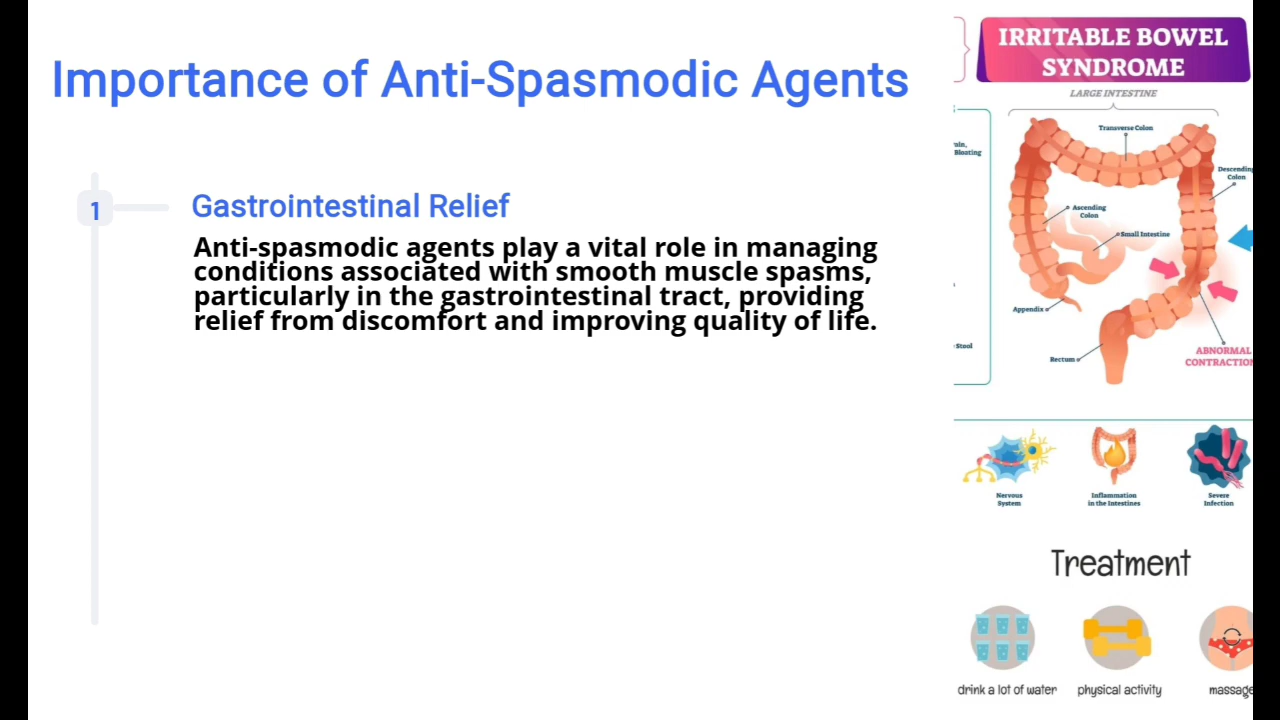 Importance of Anti-Spasmodic Agents
1
Gastrointestinal Relief
Anti-spasmodic agents play a vital role in managing
conditions associated with smooth muscle spasms,
particularly in the gastrointestinal tract, providing
relief from discomfort and improving quality of life.
IRRITABLE BOWEL
SYNDROME
LARGE INTESTINE
Transverse Colon
Bloating
Descending
Colon
Ascending
Colon
Small Intestine
Appendix
Stool
Rectum
ABNORMAL
CONTRACTION
Nervous
System
Inflammation
in the Intestines
Severe
Infection
Treatment
drink a lot of water
physical activity
massage